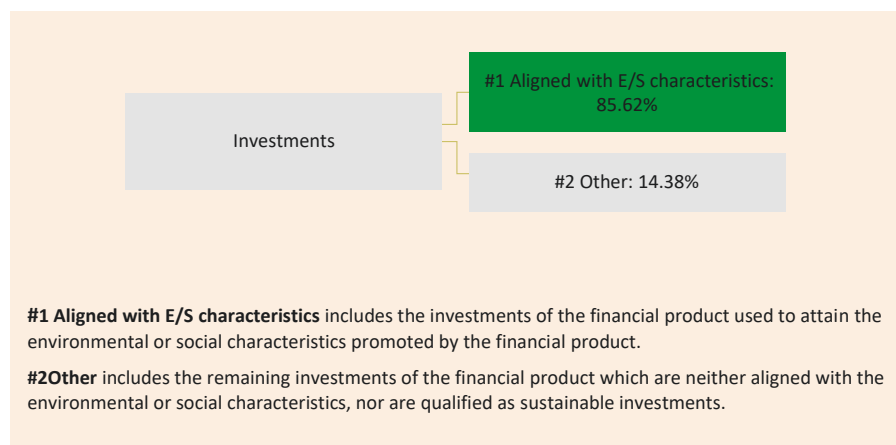 #1 Aligned with E/S characteristics:
85.62%
Investments
#2 Other: 14.38%
#1 Aligned with E/S characteristics includes the investments of the financial product used to attain the
environmental or social characteristics promoted by the financial product.
#2Other includes the remaining investments of the financial product which are neither aligned with the
environmental or social characteristics, nor are qualified as sustainable investments.